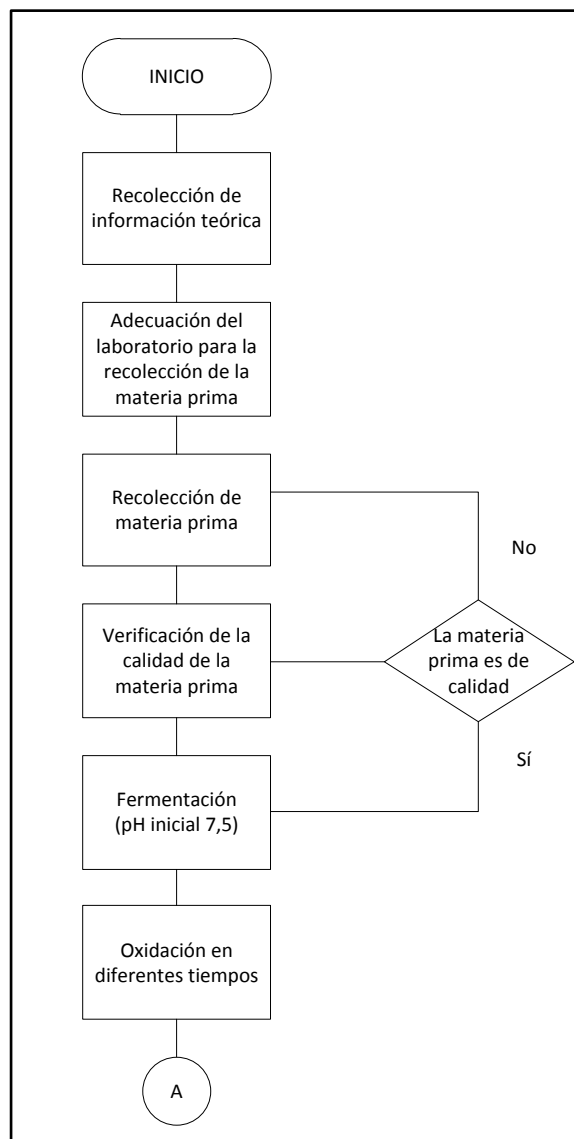 INICIO
Recolección de
información teórica
Adecuación del
laboratorio para la
recolección de la
materia prima
Recolección de
materia prima
No
Verificación de la
calidad de la
materia prima
La materia
prima es de
calidad
Sí
Fermentación
(pH inicial 7,5)
Oxidación en
diferentes tiempos
A